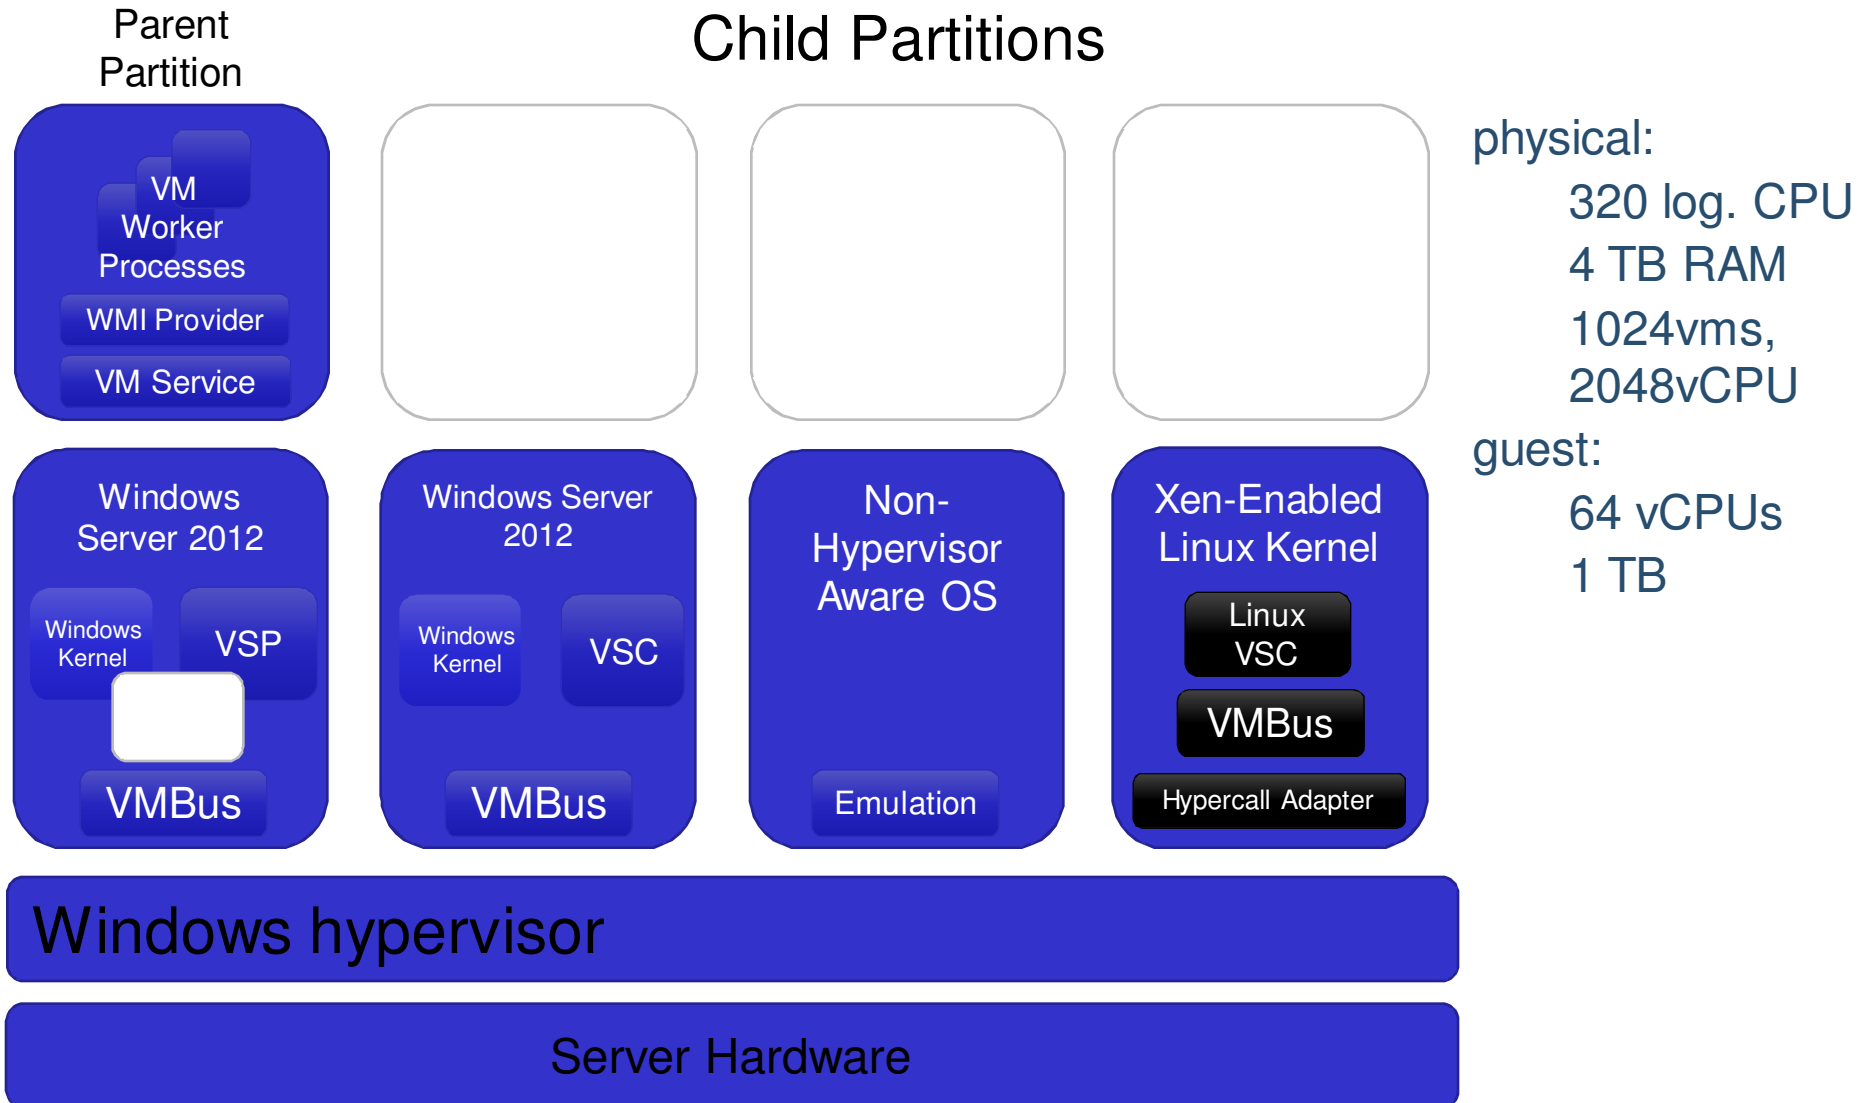 Parent
Partition
Child Partitions
VM
Worker
Processes
WMI Provider
VM Service
Windows
Server 2012
Windows
Kernel
VSP
VMBus
Windows Server
2012
Windows
Kernel
VSC
VMBus
Non-
Hypervisor
Aware OS
Emulation
Xen-Enabled
Linux Kernel
Linux
VSC
VMBus
Hypercall Adapter
Windows hypervisor
Server Hardware
physical:
320 log. CPU
4 TB RAM
1024vms,
2048vCPU
guest:
64 vCPUs
1 TB